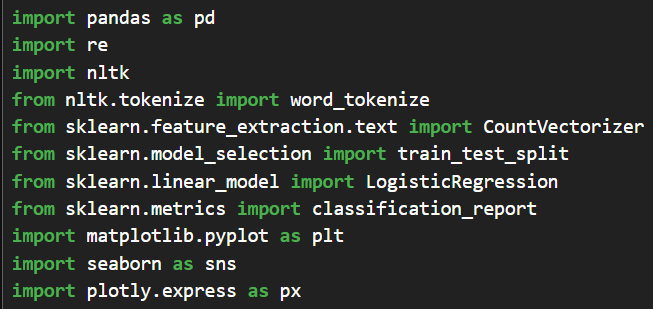 import pandas as pd
import re
import nltk
from nltk.tokenize import word_tokenize
from sklearn.feature_extraction.text import CountVectorizer
from sklearn.model_selection import train_test_split
from sklearn.linear_model import LogisticRegression
from sklearn.metrics import classification_report
import matplotlib.pyplot as plt
import seaborn as sns
import plotly.express as px